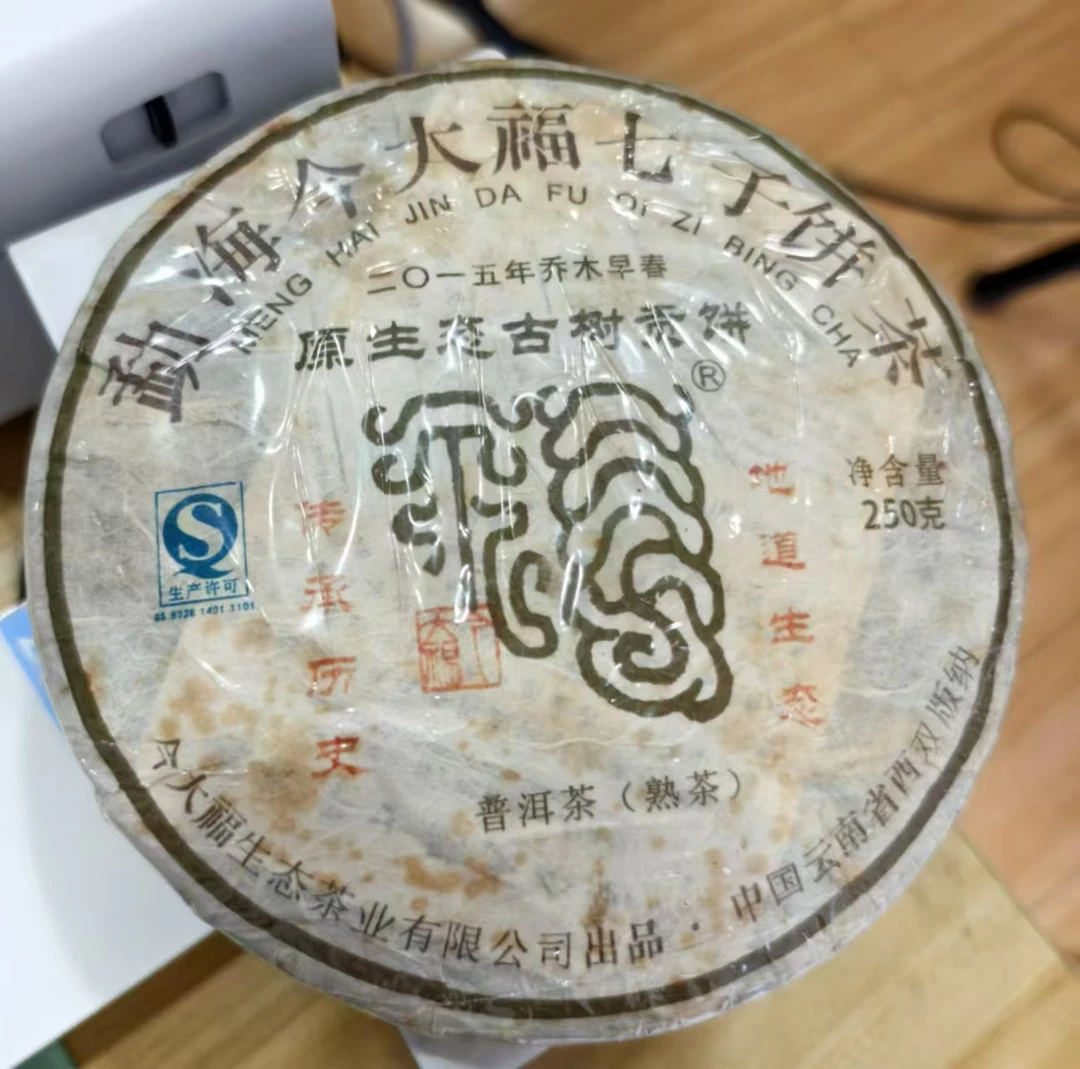 勐海今大福七子饼茶
MENG HAI JIN DA FU QI ZI BING CHA
二〇一五年乔木早春
原生态古树贡饼
®
净含量
250克
地道生态
传承历史
S
生产许可
今大福
普洱茶（熟茶）
今大福生态茶业有限公司出品·中国云南省西双版纳